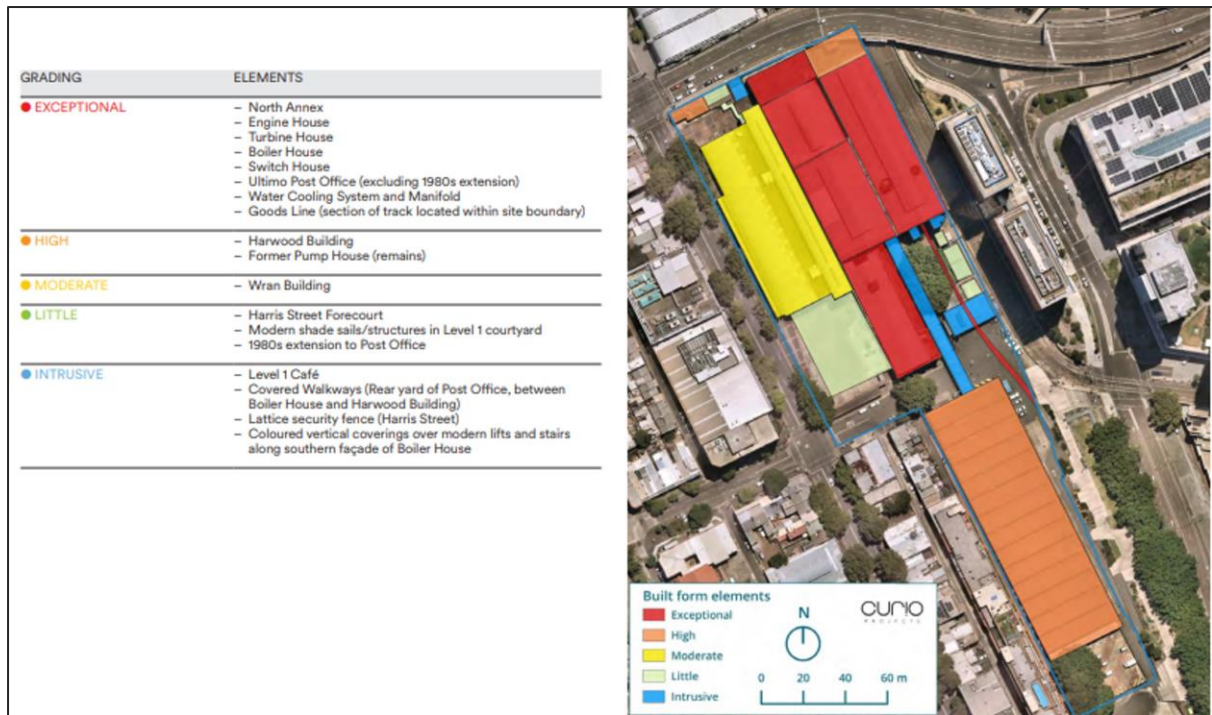 GRADING ELEMENTS
EXCEPTIONAL – North Annex
– Engine House
– Turbine House
– Boiler House
– Switch House
– Ultimo Post Office (excluding 1980s extension)
– Water Cooling System and Manifold
– Goods Line (section of track located within site boundary)
HIGH – Harwood Building
– Former Pump House (remains)
MODERATE – Wran Building
LITTLE – Harris Street Forecourt
– Modern shade sails/structures in Level 1 courtyard
– 1980s extension to Post Office
INTRUSIVE – Level 1 Café
– Covered Walkways (Rear yard of Post Office, between
Boiler House and Harwood Building)
– Lattice security fence (Harris Street)
– Coloured vertical coverings over modern lifts and stairs
along southern façade of Boiler House
Built form elements
Exceptional
High
Moderate
Little
Intrusive
N
0 20 40 60 m
CURIO
PROJECTS